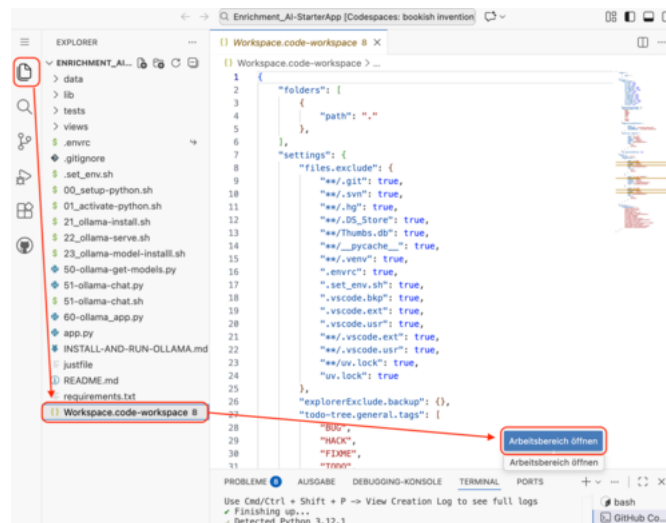 Enrichment_AI-StarterApp [Codespaces: bookish invention
EXPLORER
ENRICHMENT_AI...
data
lib
tests
views
.envrc
.gitignore
.set_env.sh
00_setup-python.sh
01_activate-python.sh
21_ollama-install.sh
22_ollama-serve.sh
23_ollama-model-installl.sh
50-ollama-get-models.py
51-ollama-chat.py
51-ollama-chat.sh
60-ollama_app.py
app.py
INSTALL-AND-RUN-OLLAMA.md
justfile
README.md
requirements.txt
Workspace.code-workspace 8
Workspace.code-workspace 8
Workspace.code-workspace > ...
1 {
2 "folders": [
3 {
4 "path": "."
5 },
6 ],
7 "settings": {
8 "files.exclude": {
9 "**/.git": true,
10 "**/.svn": true,
11 "**/.hg": true,
12 "**/.DS_Store": true,
13 "**/Thumbs.db": true,
14 "**/__pycache__": true,
15 "**/.venv": true,
16 ".envrc": true,
17 ".set_env.sh": true,
18 ".vscode.bkp": true,
19 ".vscode.ext": true,
20 ".vscode.usr": true,
21 "**/.vscode.ext": true,
22 "**/.vscode.usr": true,
23 "**/uv.lock": true,
24 "uv.lock": true
25 },
26 "explorerExclude.backup": {},
27 "todo-tree.general.tags": [
28 "BUG",
29 "HACK",
30 "FIXME",
31 "TODO",
Arbeitsbereich öffnen
Arbeitsbereich öffnen
PROBLEME 8 AUSGABE DEBUGGING-KONSOLE TERMINAL PORTS
Use Cmd/Ctrl + Shift + P -> View Creation Log to see full logs
✔ Finishing up...
Detected Python 3.12.1
bash
GitHub Co...